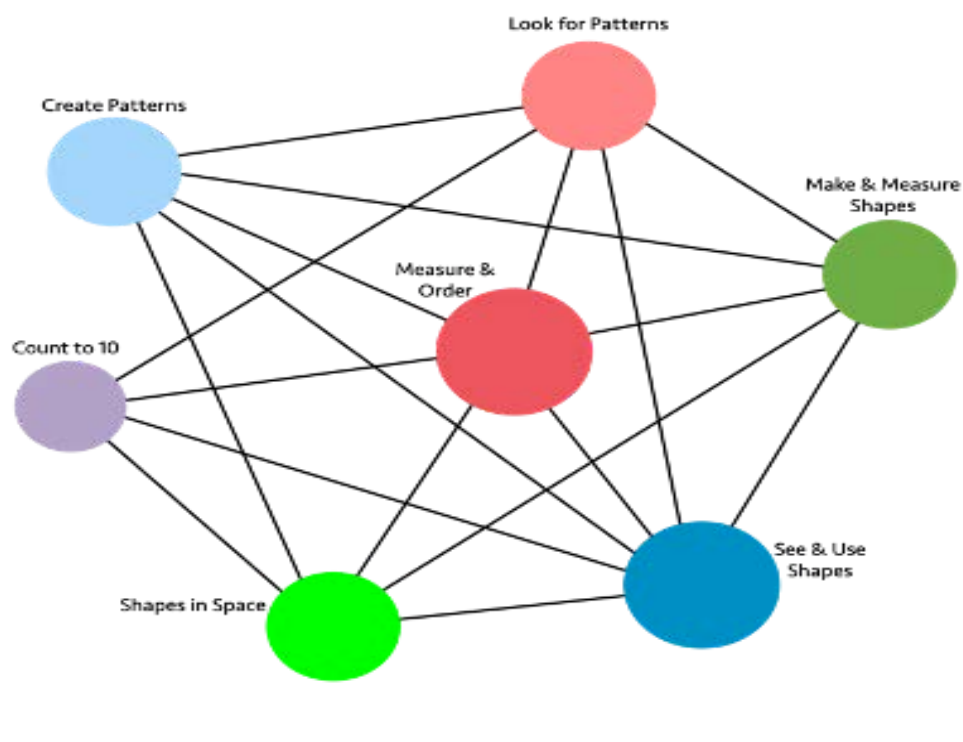 Look for Patterns
Create Patterns
Make & Measure
Shapes
Measure &
Order
Count to 10
See & Use
Shapes
Shapes in Space